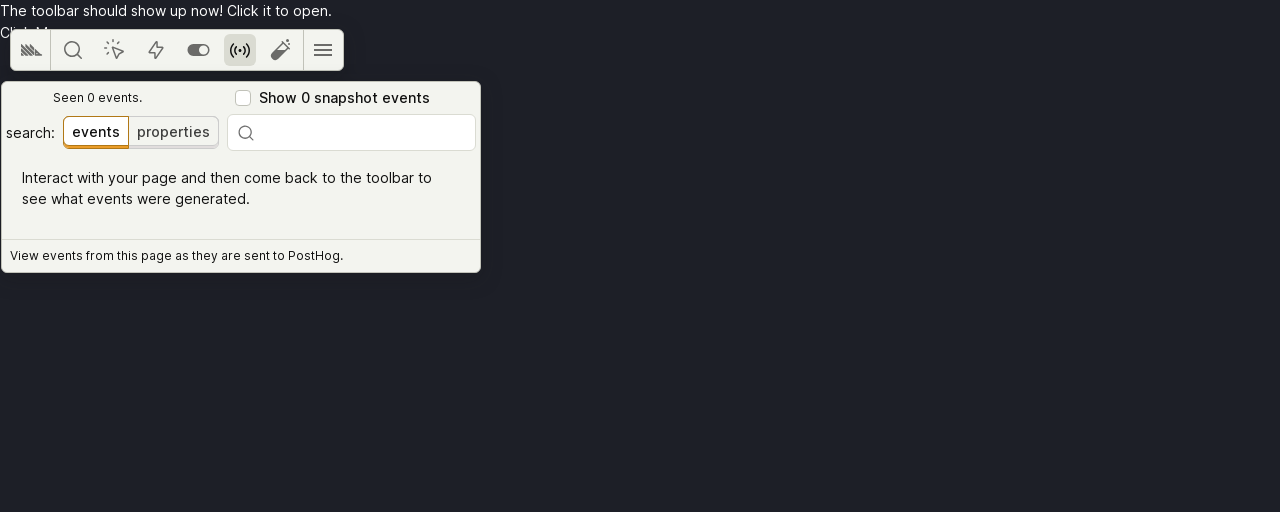 The toolbar should show up now! Click it to open.
Seen 0 events.
Show 0 snapshot events
search:
events
properties
Interact with your page and then come back to the toolbar to
see what events were generated.
View events from this page as they are sent to PostHog.